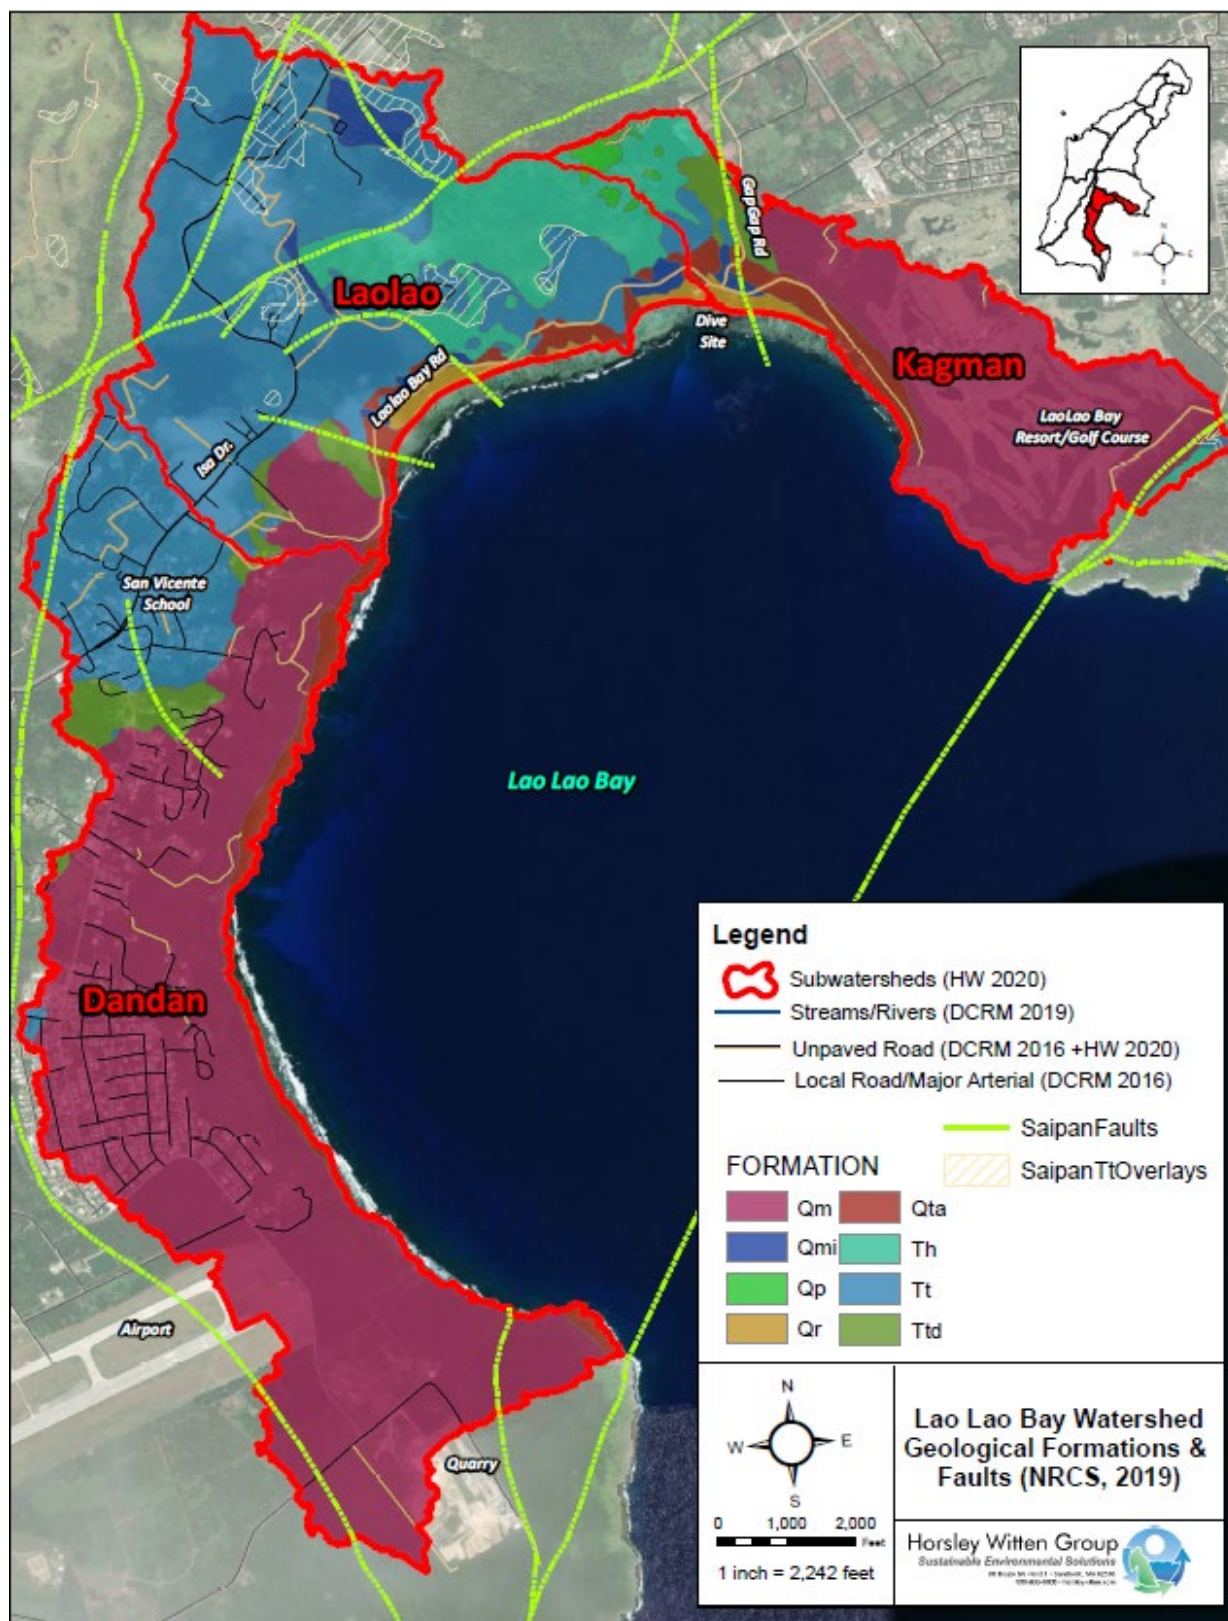 N
W
E
S
Gap Gap Rd
Laolao
Dive
Site
Kagman
Laolao Bay Rd
LaoLao Bay
Resort/Golf Course
Isa Dr.
San Vicente
School
Lao Lao Bay
Dandan
Airport
Quarry
Legend
Subwatersheds (HW 2020)
Streams/Rivers (DCRM 2019)
Unpaved Road (DCRM 2016 +HW 2020)
Local Road/Major Arterial (DCRM 2016)
SaipanFaults
SaipanTtOverlays
FORMATION
Qm
Qta
Qmi
Th
Qp
Tt
Qr
Ttd
N
W
E
S
0 1,000 2,000
Feet
1 inch = 2,242 feet
Lao Lao Bay Watershed
Geological Formations &
Faults (NRCS, 2019)
Horsley Witten Group
Sustainable Environmental Solutions